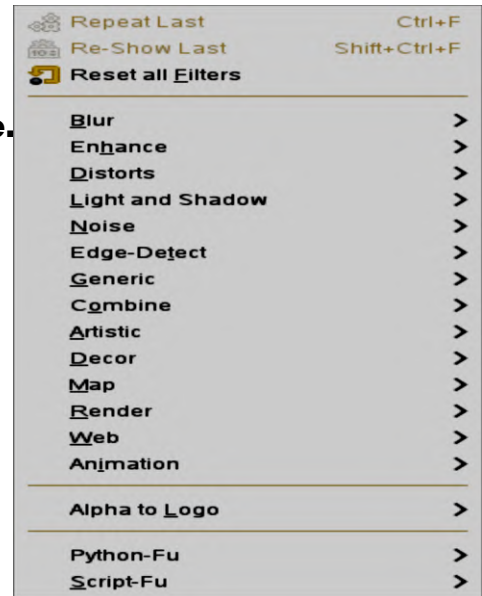 Repeat Last Ctrl+F
Re-Show Last Shift+Ctrl+F
Reset all Filters
e.
Blur >
Enhance >
Distorts >
Light and Shadow >
Noise >
Edge-Detect >
Generic >
Combine >
Artistic >
Decor >
Map >
Render >
Web >
Animation >
Alpha to Logo >
Python-Fu >
Script-Fu >